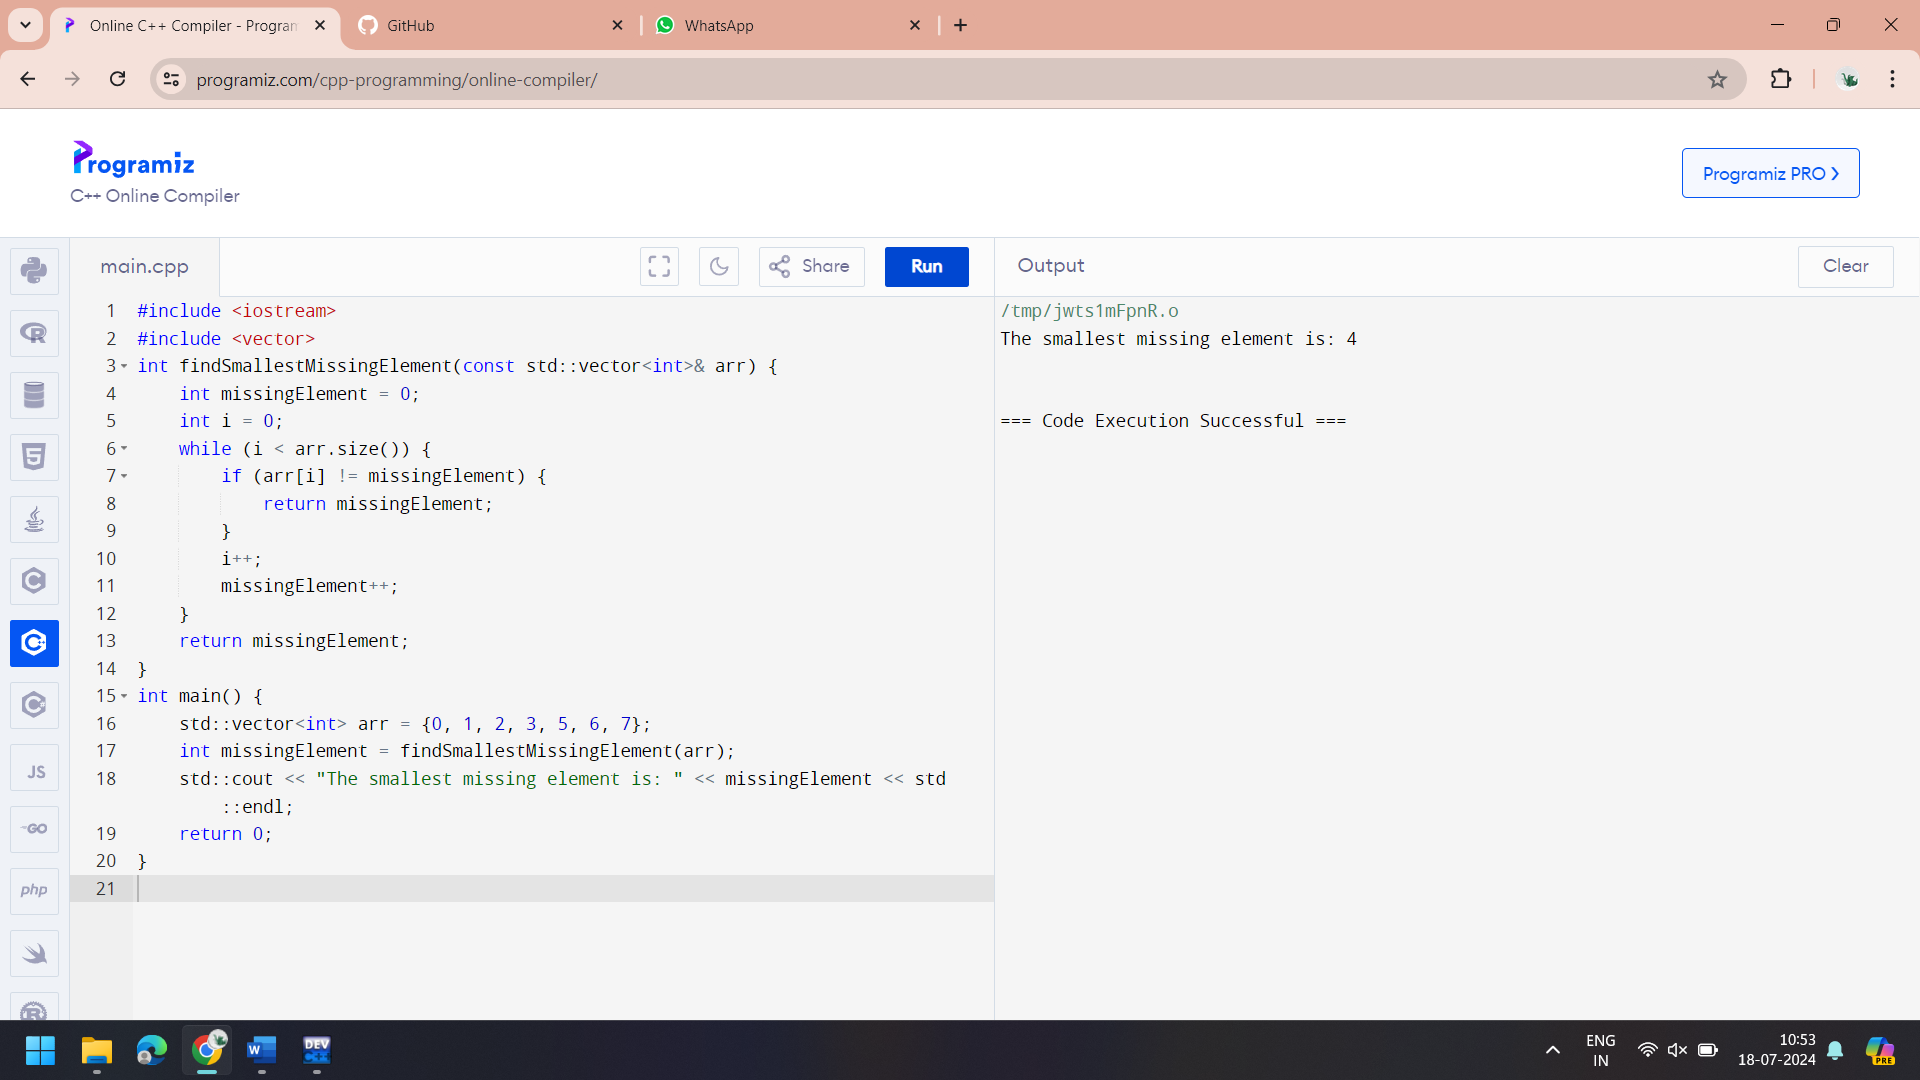 Online C++ Compiler - Program
GitHub
WhatsApp
programiz.com/cpp-programming/online-compiler/
Programiz
C++ Online Compiler
Programiz PRO
main.cpp
Share
Run
Output
Clear
1 #include <iostream>
2 #include <vector>
3 int findSmallestMissingElement(const std::vector<int>& arr) {
4     int missingElement = 0;
5     int i = 0;
6     while (i < arr.size()) {
7         if (arr[i] != missingElement) {
8             return missingElement;
9         }
10         i++;
11         missingElement++;
12     }
13     return missingElement;
14 }
15 int main() {
16     std::vector<int> arr = {0, 1, 2, 3, 5, 6, 7};
17     int missingElement = findSmallestMissingElement(arr);
18     std::cout << "The smallest missing element is: " << missingElement << std
::endl;
19     return 0;
20 }
21
/tmp/jwts1mFpnR.o
The smallest missing element is: 4
=== Code Execution Successful ===
R
5
C
C+
C#
JS
GO
php
R
W
DEV
C++
ENG
IN
10:53
18-07-2024
PRE